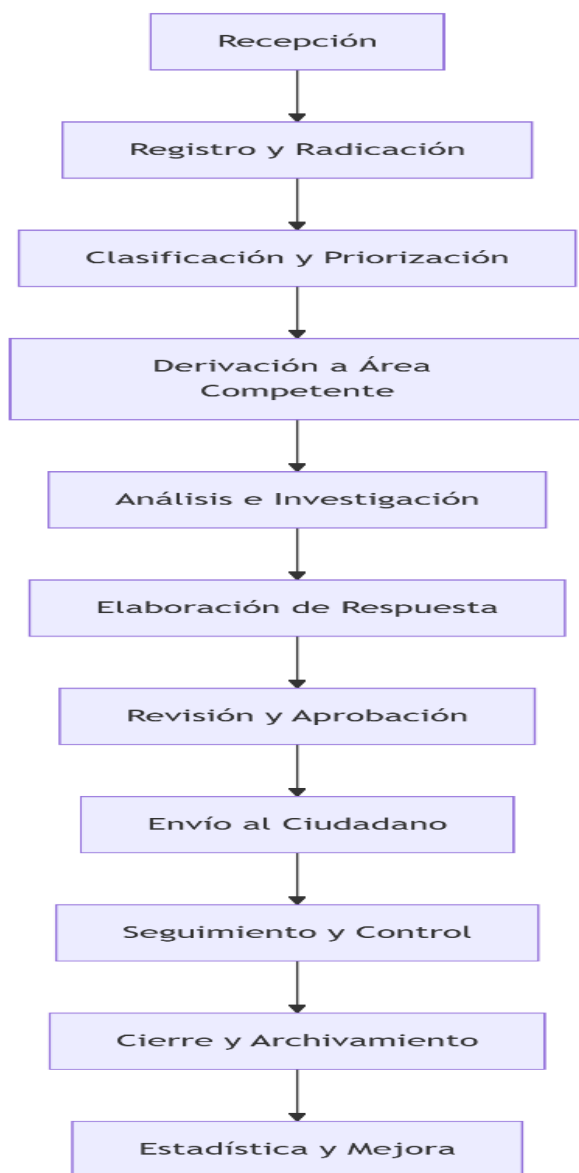 Recepción
Registro y Radicación
Clasificación y Priorización
Derivación a Área
Competente
Análisis e Investigación
Elaboración de Respuesta
Revisión y Aprobación
Envío al Ciudadano
Seguimiento y Control
Cierre y Archivamiento
Estadística y Mejora